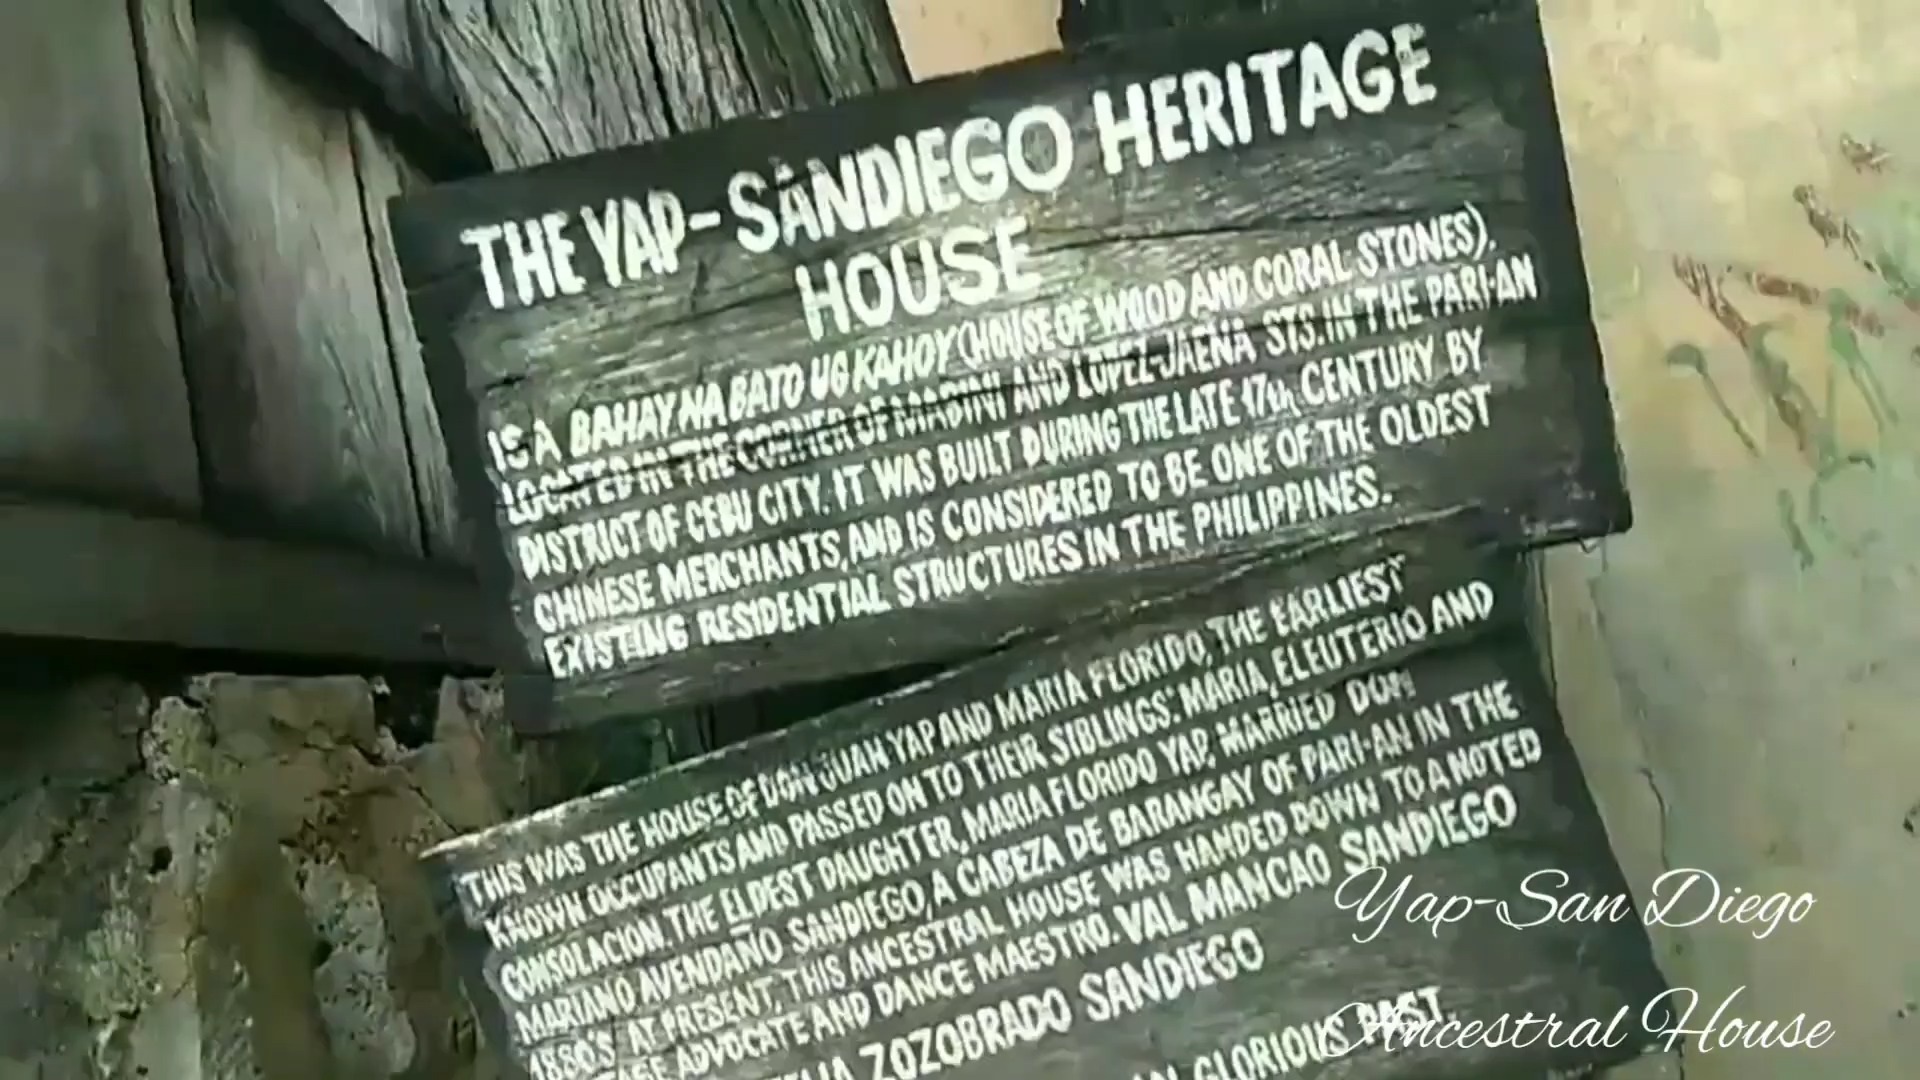 THE YAP-SANDIEGO HERITAGE
HOUSE
IS A BAHAY NA BATO UG KAHOY (HOUSE OF WOOD AND CORAL STONES).
LOCATED IN THE CORNER OF MABINI AND LOPEZ-JAENA STS. IN THE PARI-AN
DISTRICT OF CEBU CITY. IT WAS BUILT DURING THE LATE 17th CENTURY BY
CHINESE MERCHANTS, AND IS CONSIDERED TO BE ONE OF THE OLDEST
EXISTING RESIDENTIAL STRUCTURES IN THE PHILIPPINES.
THIS WAS THE HOUSE OF DON JUAN YAP AND MARIA FLORIDO, THE EARLIEST
KNOWN OCCUPANTS AND PASSED ON TO THEIR SIBLINGS: MARIA, ELEUTERIO AND
CONSOLACION. THE ELDEST DAUGHTER, MARIA FLORIDO YAP, MARRIED DON
MARIANO AVENDANO SANDIEGO, A CABEZA DE BARANGAY OF PARI-AN IN THE
1880'S. AT PRESENT, THIS ANCESTRAL HOUSE WAS HANDED DOWN TO A NOTED
ADVOCATE AND DANCE MAESTRO. VAL MANCAO SANDIEGO
ZOZOBRADO SANDIEGO
GLORIOUS PAST.
Yap-San Diego
Ancestral House